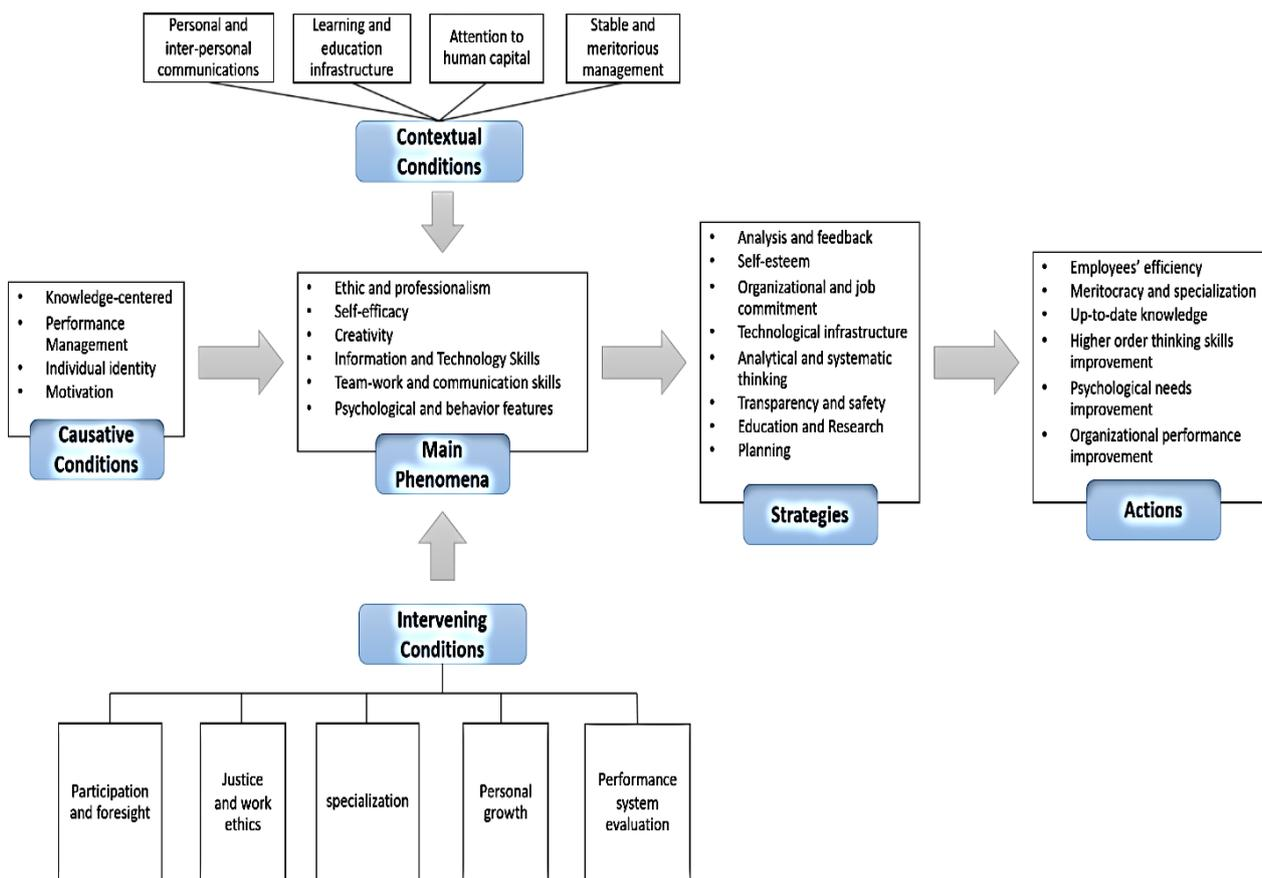 Personal and
inter-personal
communications
Learning and
education
infrastructure
Attention to
human capital
Stable and
meritorious
management
Contextual
Conditions
• Knowledge-centered
• Performance
Management
• Individual identity
• Motivation
Causative
Conditions
• Ethic and professionalism
• Self-efficacy
• Creativity
• Information and Technology Skills
• Team-work and communication skills
• Psychological and behavior features
Main
Phenomena
• Analysis and feedback
• Self-esteem
• Organizational and job
commitment
• Technological infrastructure
• Analytical and systematic
thinking
• Transparency and safety
• Education and Research
• Planning
Strategies
• Employees’ efficiency
• Meritocracy and specialization
• Up-to-date knowledge
• Higher order thinking skills
improvement
• Psychological needs
improvement
• Organizational performance
improvement
Actions
Intervening
Conditions
Participation
and foresight
Justice
and work
ethics
specialization
Personal
growth
Performance
system
evaluation